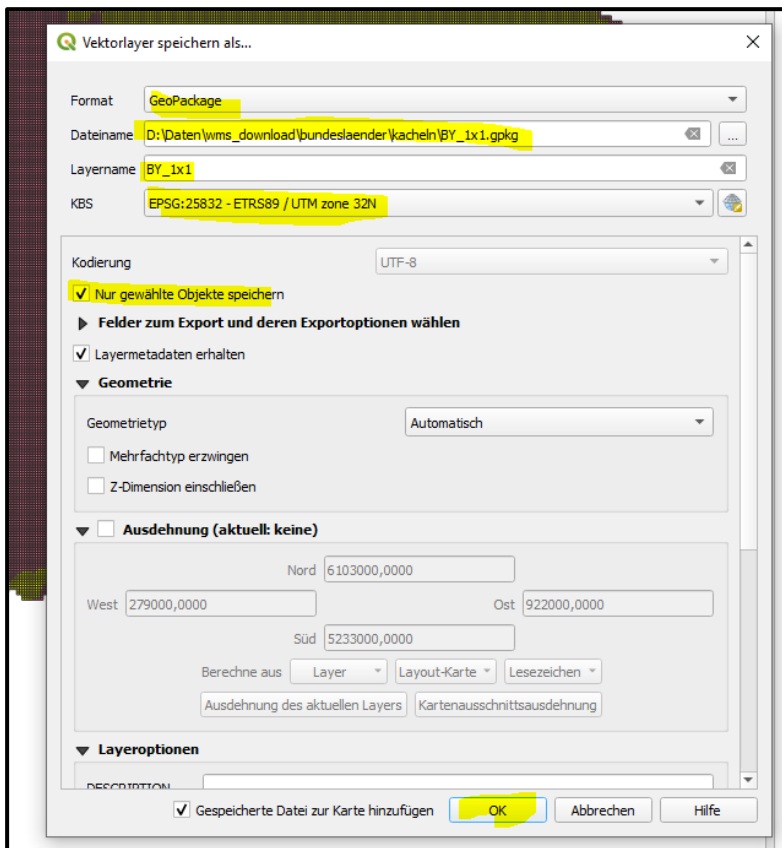 Vektorlayer speichern als...
Format GeoPackage
Dateiname D:\Daten\wms_download\bundeslaender\kacheln\BY_1x1.gpkg ...
Layername BY_1x1
KBS EPSG:25832 - ETRS89 / UTM zone 32N
Kodierung UTF-8
Nur gewählte Objekte speichern
Felder zum Export und deren Exportoptionen wählen
Layermetadaten erhalten
Geometrie
Geometrietyp Automatisch
Mehrfachtyp erzwingen
Z-Dimension einschließen
Ausdehnung (aktuell: keine)
Nord 6103000,0000
West 279000,0000 Ost 922000,0000
Süd 5233000,0000
Berechne aus Layer Layout-Karte Lesezeichen
Ausdehnung des aktuellen Layers Kartenausschnittsausdehnung
Layeroptionen
DESCRIPTION
Gespeicherte Datei zur Karte hinzufügen OK Abbrechen Hilfe